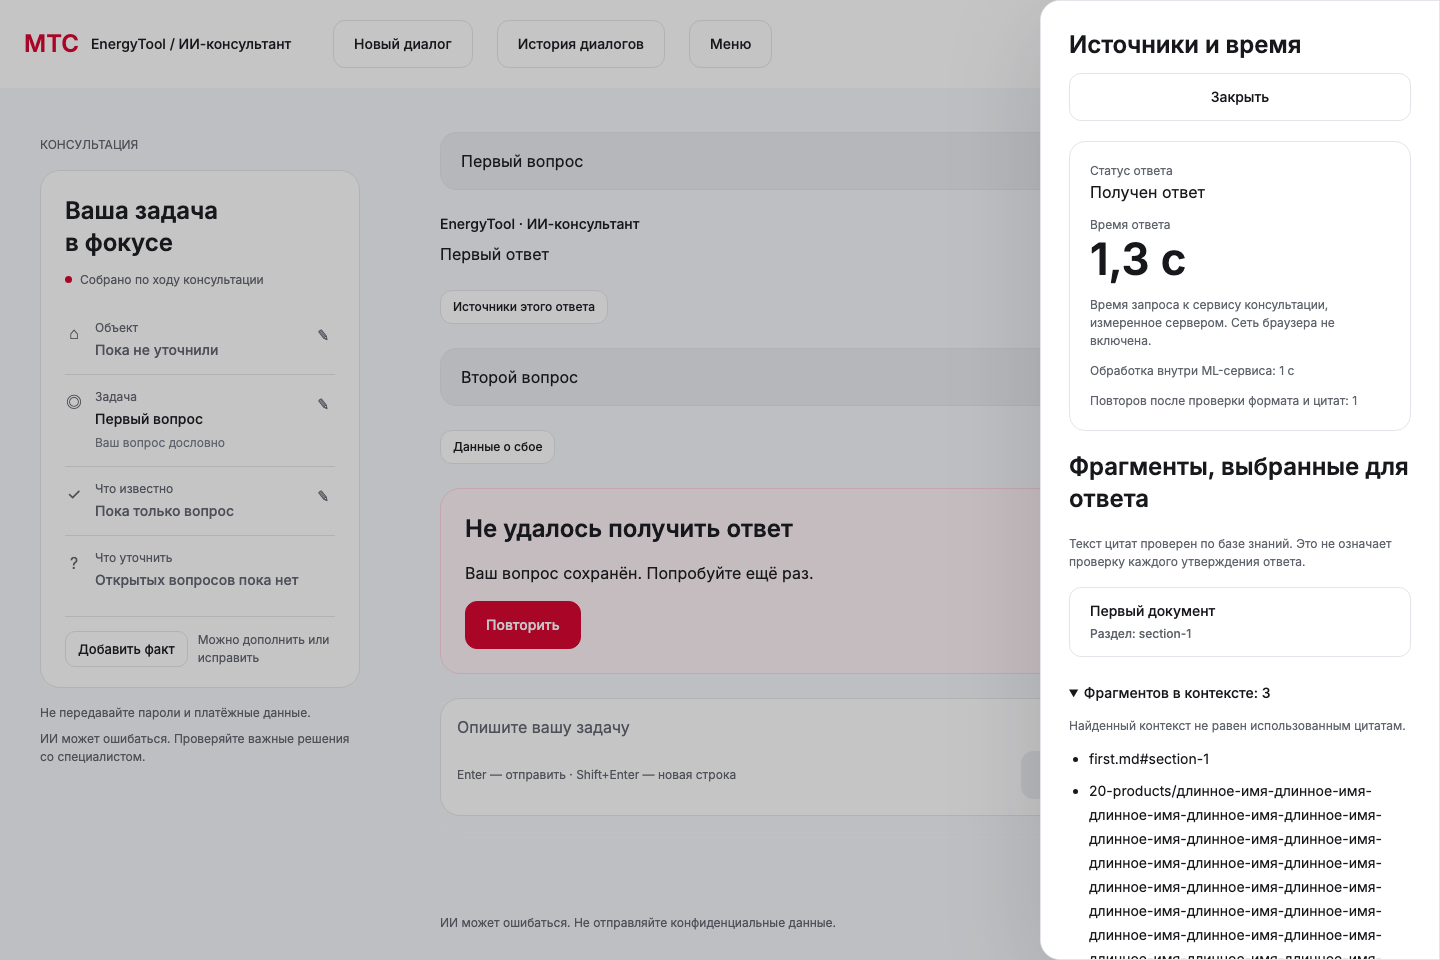 МТС
EnergyTool / ИИ-консультант
Новый диалог
История диалогов
Меню
КОНСУЛЬТАЦИЯ
Ваша задача
в фокусе
Собрано по ходу консультации
Объект
Пока не уточнили
Задача
Первый вопрос
Ваш вопрос дословно
Что известно
Пока только вопрос
?
Что уточнить
Открытых вопросов пока нет
Добавить факт
Можно дополнить или
исправить
Не передавайте пароли и платёжные данные.
ИИ может ошибаться. Проверяйте важные решения
со специалистом.
Первый вопрос
EnergyTool · ИИ-консультант
Первый ответ
Источники этого ответа
Второй вопрос
Данные о сбое
Не удалось получить ответ
Ваш вопрос сохранён. Попробуйте ещё раз.
Повторить
Опишите вашу задачу
Enter — отправить · Shift+Enter — новая строка
ИИ может ошибаться. Не отправляйте конфиденциальные данные.
Источники и время
Закрыть
Статус ответа
Получен ответ
Время ответа
1,3 с
Время запроса к сервису консультации,
измеренное сервером. Сеть браузера не
включена.
Обработка внутри ML-сервиса: 1 с
Повторов после проверки формата и цитат: 1
Фрагменты, выбранные для
ответа
Текст цитат проверен по базе знаний. Это не означает
проверку каждого утверждения ответа.
Первый документ
Раздел: section-1
▼ Фрагментов в контексте: 3
Найденный контекст не равен использованным цитатам.
• first.md#section-1
• 20-products/длинное-имя-длинное-имя-
длинное-имя-длинное-имя-длинное-имя-
длинное-имя-длинное-имя-длинное-имя-
длинное-имя-длинное-имя-длинное-имя-
длинное-имя-длинное-имя-длинное-имя-
длинное-имя-длинное-имя-длинное-имя-
длинное-имя-длинное-имя-длинное-имя-
длинное-имя-длинное-имя-длинное-имя-